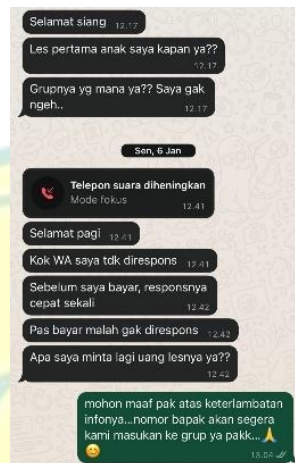 Selamat siang 12.17
Les pertama anak saya kapan ya??
12.17
Grupnya yg mana ya?? Saya gak
ngeh.. 12.17
Sen, 6 Jan
Telepon suara diheningkan
Mode fokus 12.41
Selamat pagi 12.41
Kok WA saya tdk direspons 12.41
Sebelum saya bayar, responsnya
cepat sekali 12.42
Pas bayar malah gak direspons 12.42
Apa saya minta lagi uang lesnya ya??
12.42
mohon maaf pak atas keterlambatan
infonya...nomor bapak akan segera
kami masukan ke grup ya pakk...🙏
😊 13.04